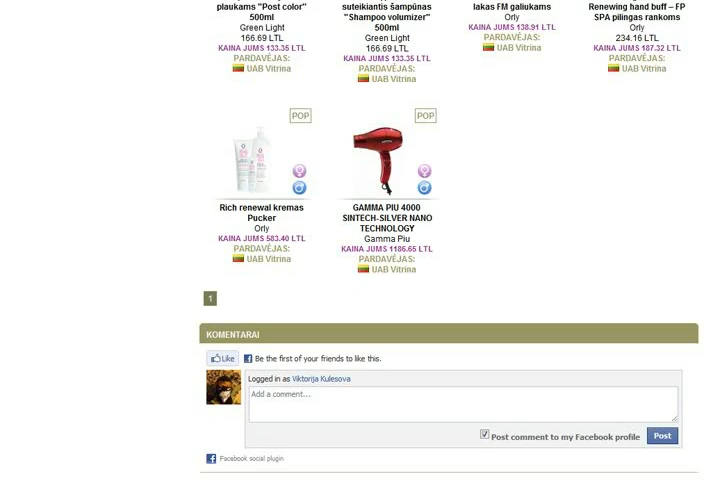 plaukams "Post color"
500ml
Green Light
166.69 LTL
KAINA JUMS 133.35 LTL
PARDAVĖJAS:
UAB Vitrina
suteikiantis šampūnas
"Shampoo volumizer"
500ml
Green Light
166.69 LTL
KAINA JUMS 133.35 LTL
PARDAVĖJAS:
UAB Vitrina
lakas FM galiukams
Orly
KAINA JUMS 138.91 LTL
PARDAVĖJAS:
UAB Vitrina
Renewing hand buff – FP
SPA pilingas rankoms
Orly
234.16 LTL
KAINA JUMS 187.32 LTL
PARDAVĖJAS:
UAB Vitrina
POP
Rich renewal kremas
Pucker
Orly
KAINA JUMS 583.40 LTL
PARDAVĖJAS:
UAB Vitrina
POP
GAMMA PIU 4000
SINTECH-SILVER NANO
TECHNOLOGY
Gamma Piu
KAINA JUMS 1186.65 LTL
PARDAVĖJAS:
UAB Vitrina
1
KOMENTARAI
Like Be the first of your friends to like this.
Logged in as Viktorija Kulesova
Add a comment...
Post comment to my Facebook profile Post
Facebook social plugin